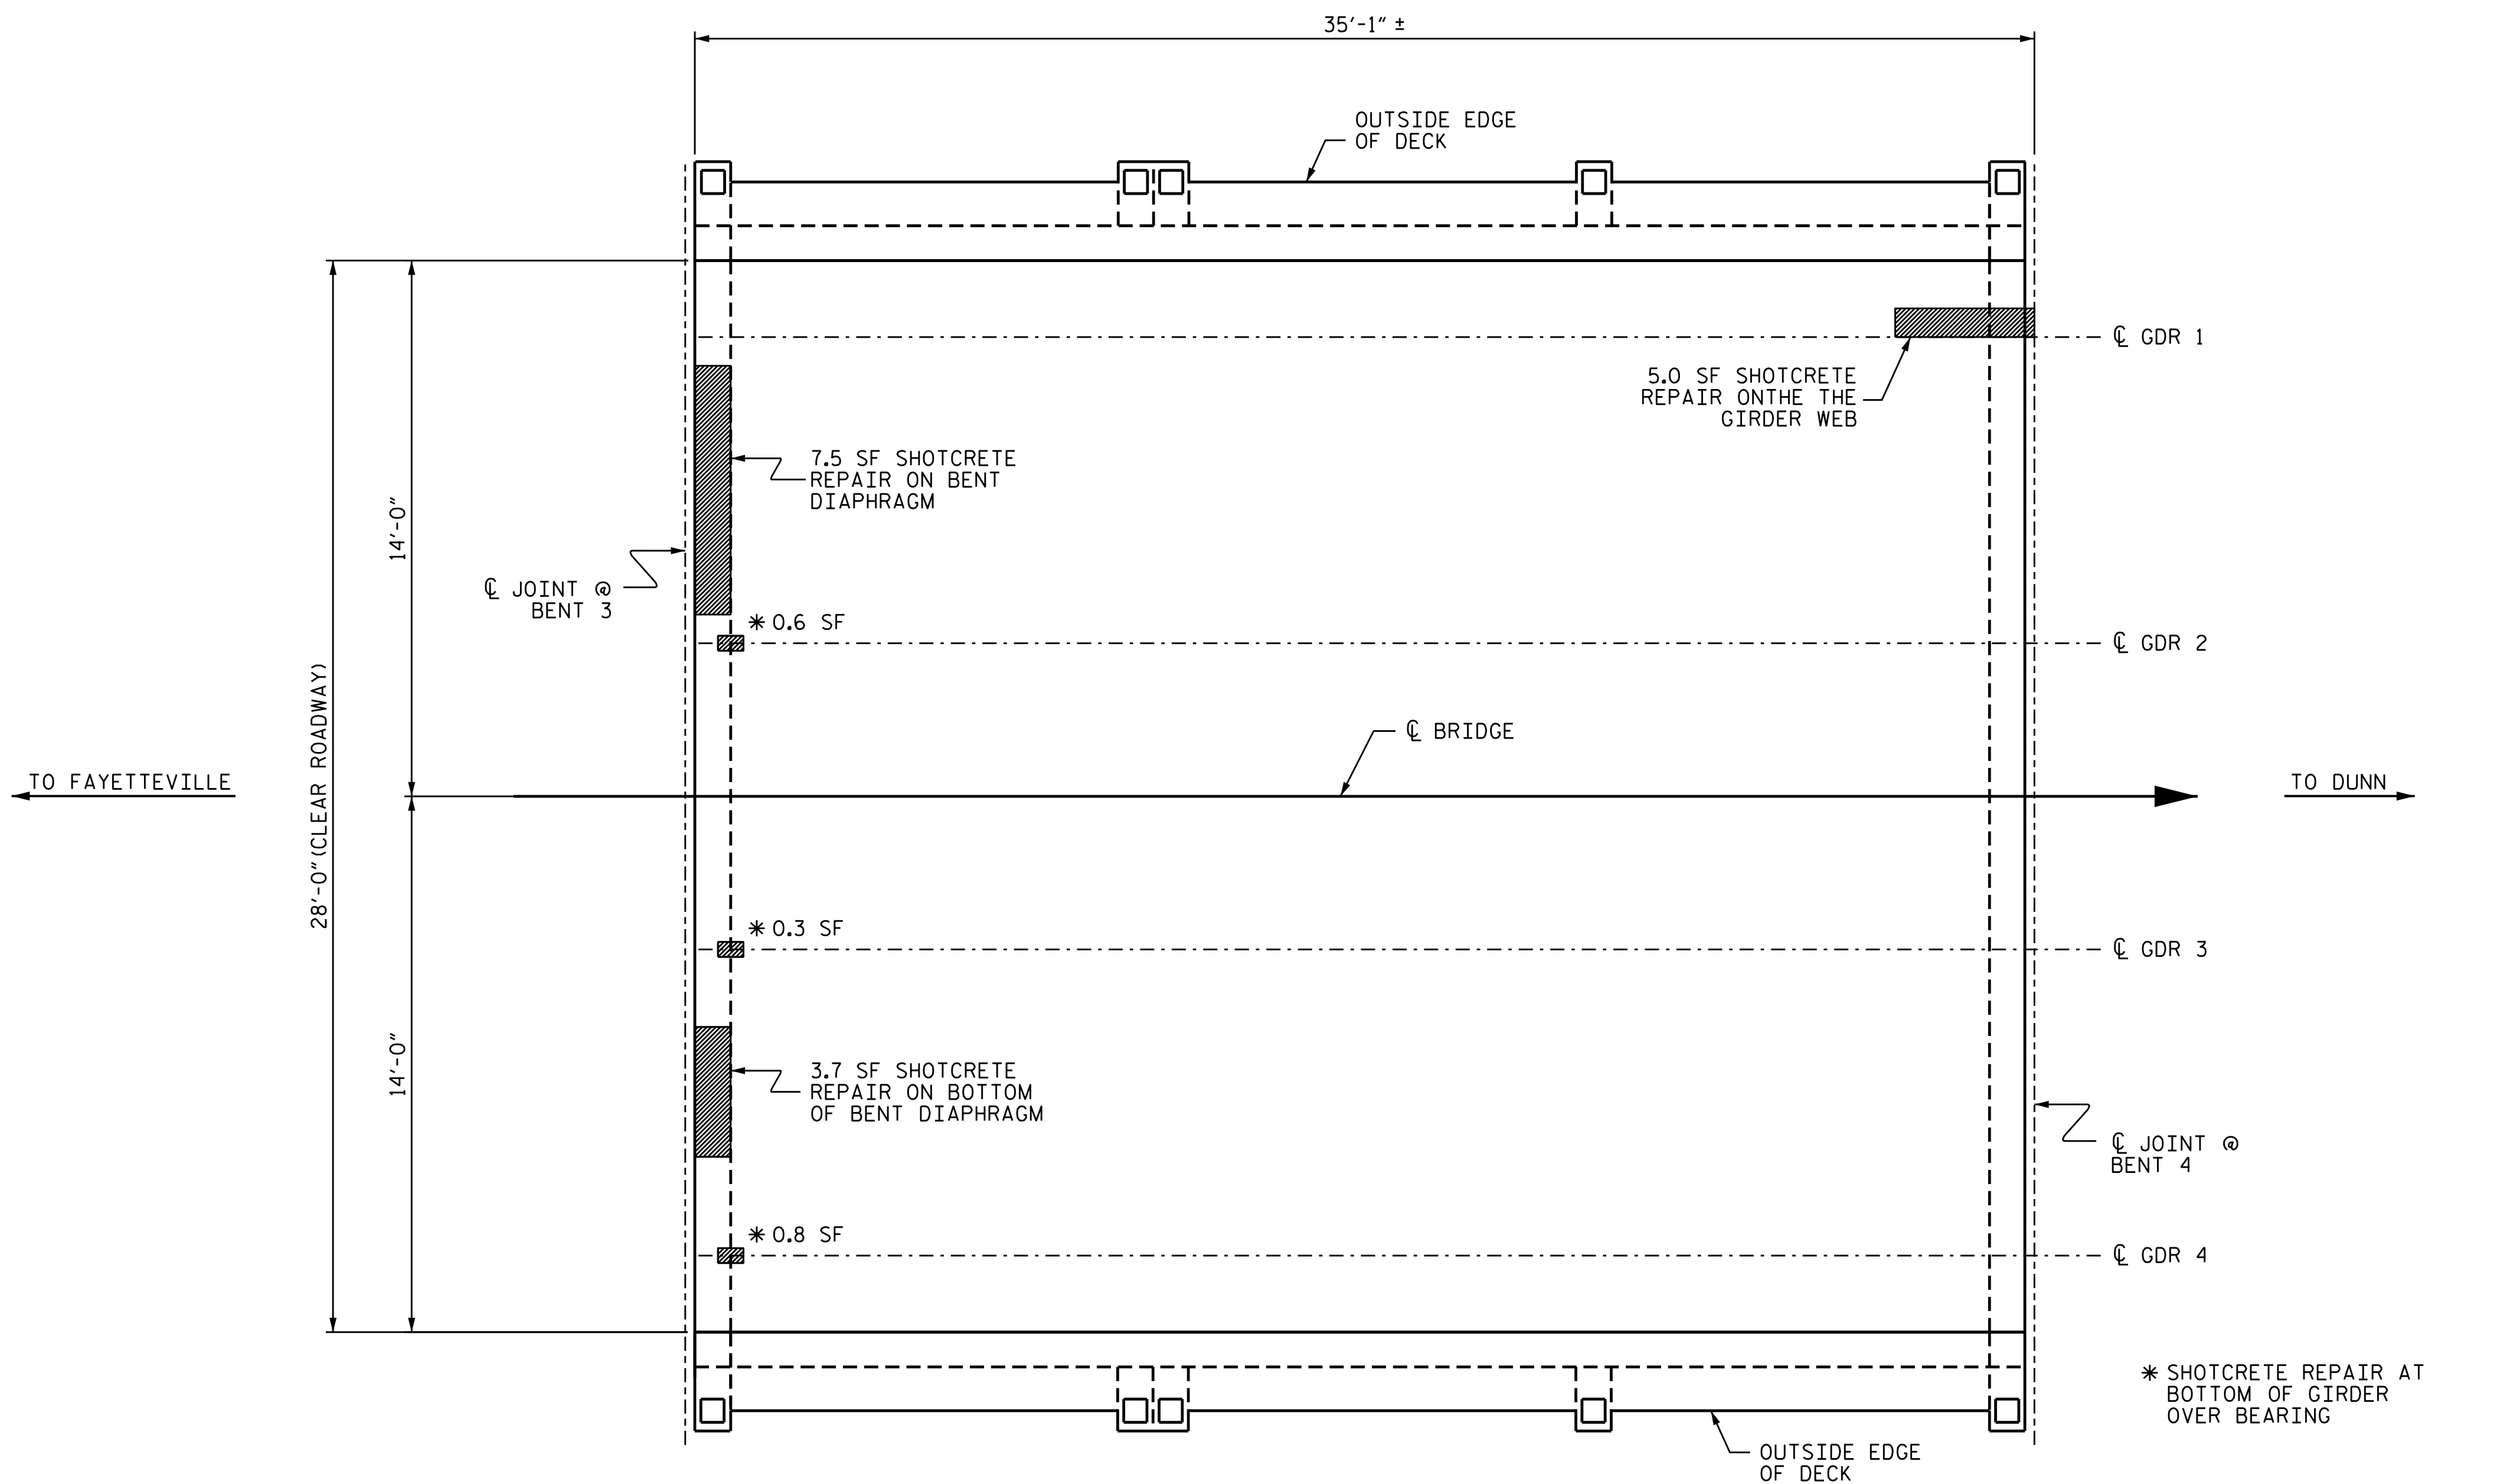 35'-1" ±
OUTSIDE EDGE
OF DECK
℄ GDR 1
5.0 SF SHOTCRETE
REPAIR ONTHE THE
GIRDER WEB
7.5 SF SHOTCRETE
REPAIR ON BENT
DIAPHRAGM
14'-0"
℄ JOINT @
BENT 3
* 0.6 SF
℄ GDR 2
28'-0" (CLEAR ROADWAY)
℄ BRIDGE
TO FAYETTEVILLE
TO DUNN
* 0.3 SF
℄ GDR 3
14'-0"
3.7 SF SHOTCRETE
REPAIR ON BOTTOM
OF BENT DIAPHRAGM
℄ JOINT @
BENT 4
* 0.8 SF
℄ GDR 4
* SHOTCRETE REPAIR AT
BOTTOM OF GIRDER
OVER BEARING
OUTSIDE EDGE
OF DECK